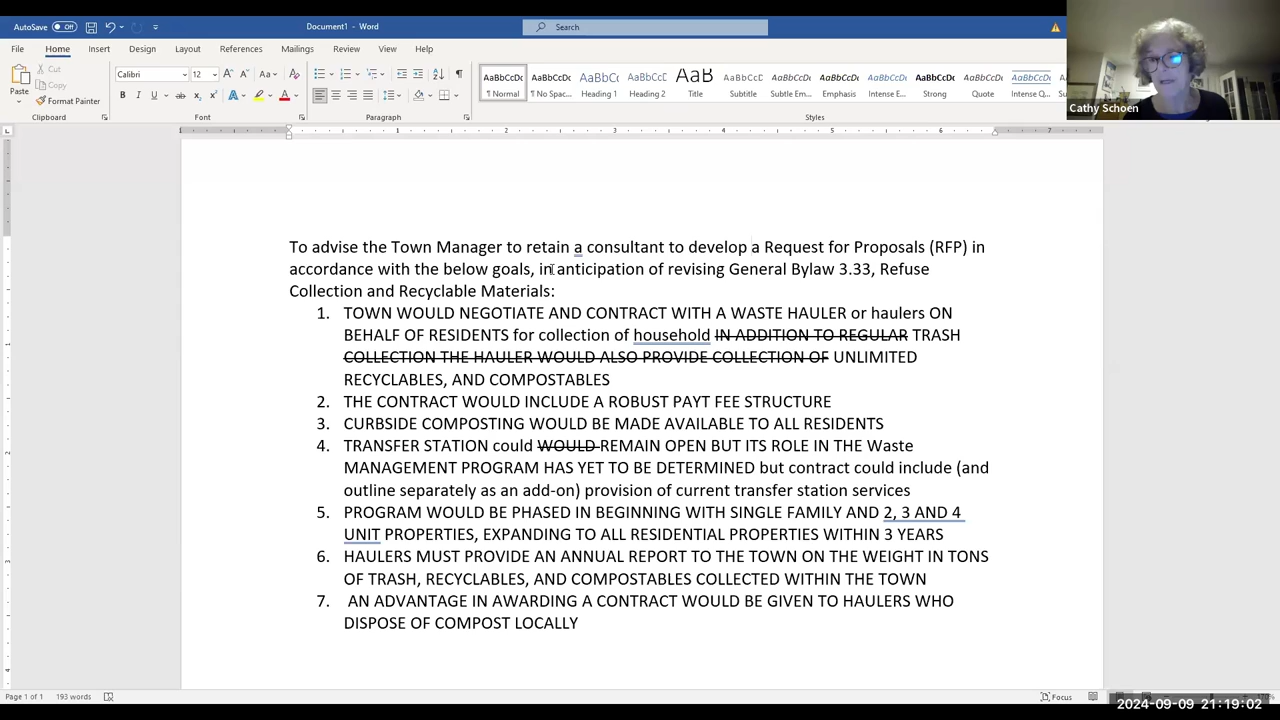 AutoSave Off Document1 - Word Search
File Home Insert Design Layout References Mailings Review View Help
Paste Cut Copy Format Painter
Calibri 12
AaBbCcDc AaBbCcDc AaBbCc AaBbCcC AaB AaBbCcD AaBbCcDc AaBbCcDc AaBbCcDc AaBbCcDc AaBbCcDc AaBbCcDc
¶ Normal ¶ No Spac... Heading 1 Heading 2 Title Subtitle Subtle Em... Emphasis Intense E... Strong Quote Intense Q...
Clipboard Font Paragraph Styles
Cathy Schoen
To advise the Town Manager to retain a consultant to develop a Request for Proposals (RFP) in
accordance with the below goals, in anticipation of revising General Bylaw 3.33, Refuse
Collection and Recyclable Materials:
1. TOWN WOULD NEGOTIATE AND CONTRACT WITH A WASTE HAULER or haulers ON
BEHALF OF RESIDENTS for collection of household IN ADDITION TO REGULAR TRASH
COLLECTION THE HAULER WOULD ALSO PROVIDE COLLECTION OF UNLIMITED
RECYCLABLES, AND COMPOSTABLES
2. THE CONTRACT WOULD INCLUDE A ROBUST PAYT FEE STRUCTURE
3. CURBSIDE COMPOSTING WOULD BE MADE AVAILABLE TO ALL RESIDENTS
4. TRANSFER STATION could WOULD REMAIN OPEN BUT ITS ROLE IN THE Waste
MANAGEMENT PROGRAM HAS YET TO BE DETERMINED but contract could include (and
outline separately as an add-on) provision of current transfer station services
5. PROGRAM WOULD BE PHASED IN BEGINNING WITH SINGLE FAMILY AND 2, 3 AND 4
UNIT PROPERTIES, EXPANDING TO ALL RESIDENTIAL PROPERTIES WITHIN 3 YEARS
6. HAULERS MUST PROVIDE AN ANNUAL REPORT TO THE TOWN ON THE WEIGHT IN TONS
OF TRASH, RECYCLABLES, AND COMPOSTABLES COLLECTED WITHIN THE TOWN
7. AN ADVANTAGE IN AWARDING A CONTRACT WOULD BE GIVEN TO HAULERS WHO
DISPOSE OF COMPOST LOCALLY
Page 1 of 1 193 words Focus
2024-09-09 21:19:02